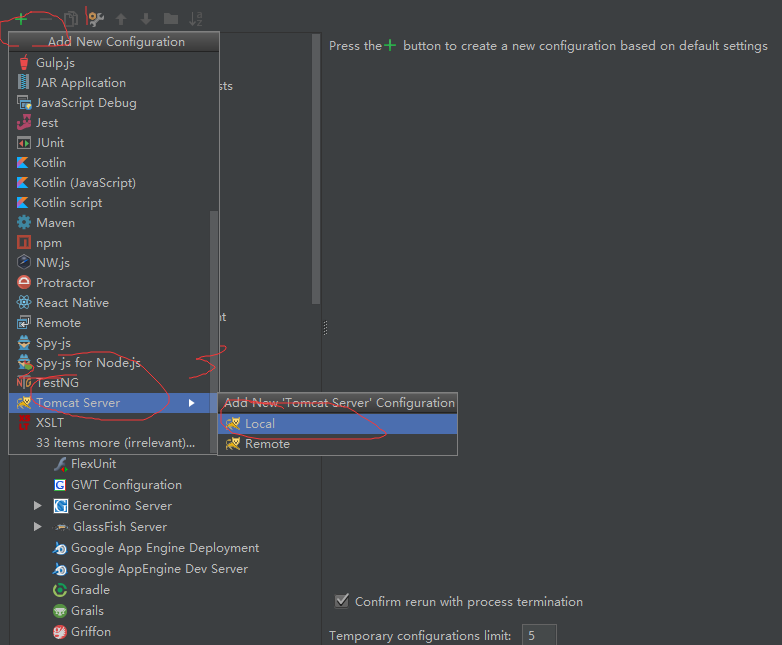 Add New Configuration
Press the + button to create a new configuration based on default settings
Gulp.js
JAR Application
sts
JavaScript Debug
Jest
JUnit
Kotlin
Kotlin (JavaScript)
Kotlin script
Maven
npm
NW.js
Protractor
React Native
Remote
Spy-js
Spy-js for Node.js
TestNG
Tomcat Server
Add New 'Tomcat Server' Configuration
Local
Remote
XSLT
33 items more (irrelevant)...
FlexUnit
GWT Configuration
Geronimo Server
GlassFish Server
Google App Engine Deployment
Google AppEngine Dev Server
Gradle
Grails
Griffon
Confirm rerun with process termination
Temporary configurations limit: 5